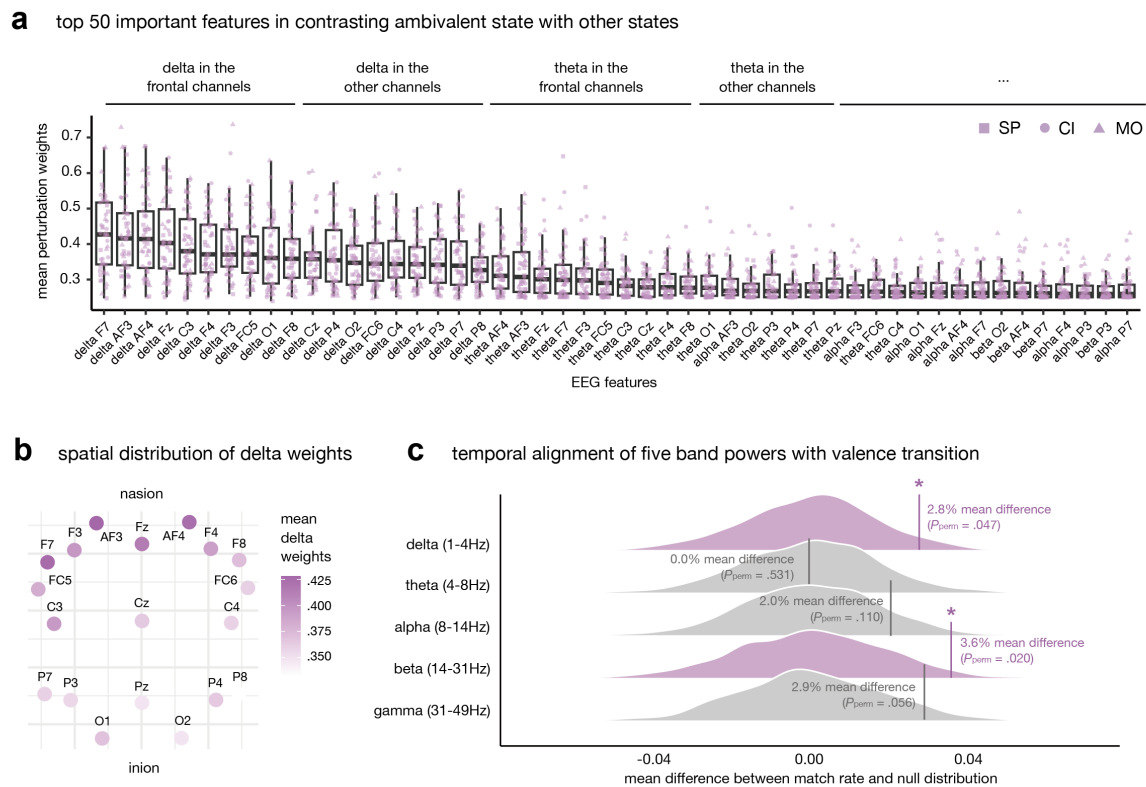 a top 50 important features in contrasting ambivalent state with other states
delta in the
frontal channels
delta in the
other channels
theta in the
frontal channels
theta in the
other channels
...
SP CI MO
mean perturbation weights
0.7
0.6
0.5
0.4
0.3
delta F7
delta AF3
delta AF4
delta Fz
delta C3
delta F4
delta F3
delta FC5
delta O1
delta F8
delta Cz
delta P4
delta O2
delta FC6
delta C4
delta Pz
delta P3
delta P7
delta P8
theta AF4
theta AF3
theta Fz
theta F7
theta F3
theta FC5
theta C3
theta Cz
theta F4
theta F8
theta O1
alpha AF3
theta O2
theta P3
theta P4
theta P7
theta Pz
alpha F3
theta FC6
theta C4
alpha O1
alpha Fz
alpha AF4
alpha F7
beta O2
beta AF4
beta P7
alpha F4
alpha P3
beta P3
alpha P7
EEG features
b spatial distribution of delta weights
nasion
F3
AF3
Fz
AF4
F4
F7
F8
FC5
FC6
C3
Cz
C4
P7
P3
Pz
P4
P8
O1
O2
inion
mean
delta
weights
.425
.400
.375
.350
c temporal alignment of five band powers with valence transition
delta (1-4Hz)
theta (4-8Hz)
alpha (8-14Hz)
beta (14-31Hz)
gamma (31-49Hz)
*
2.8% mean difference
(Pperm = .047)
0.0% mean difference
(Pperm = .531)
2.0% mean difference
(Pperm = .110)
*
3.6% mean difference
(Pperm = .020)
2.9% mean difference
(Pperm = .056)
-0.04 0.00 0.04
mean difference between match rate and null distribution